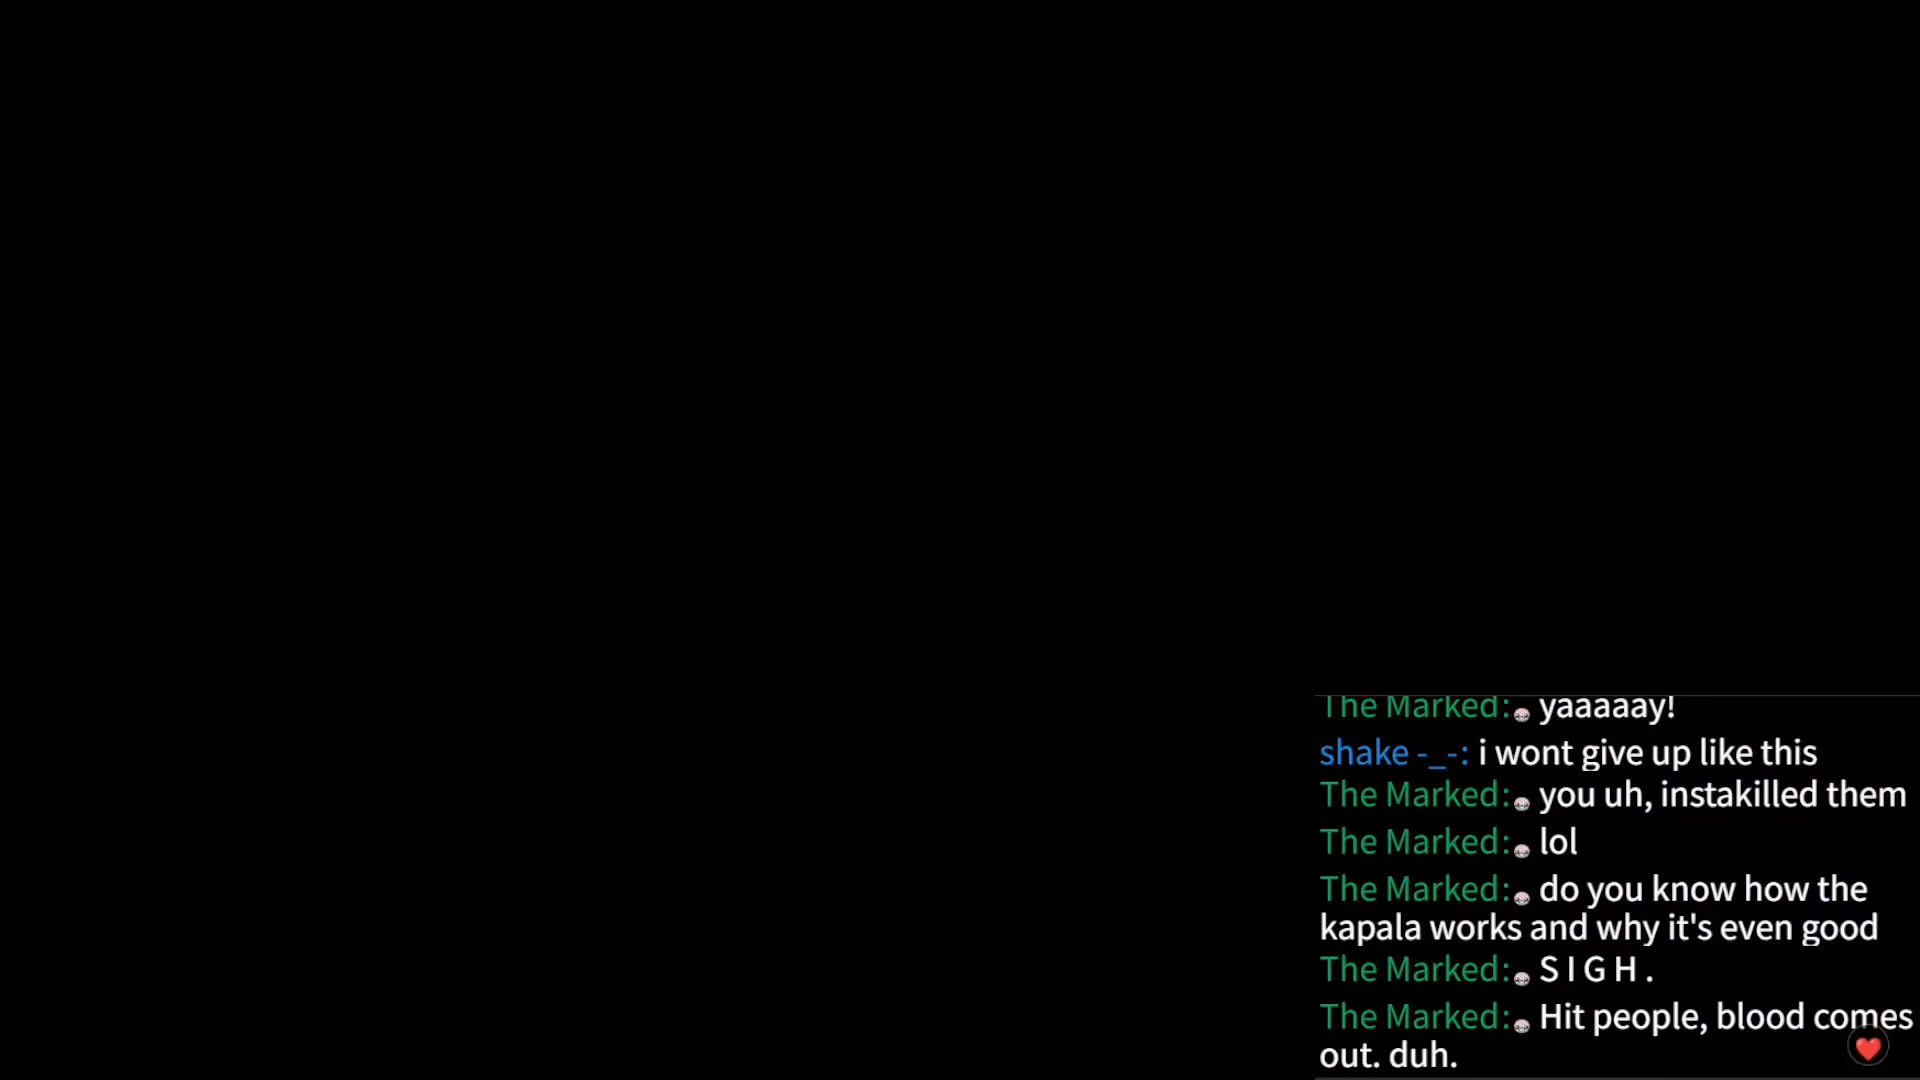 The Marked: yaaaaay!
shake -_-: i wont give up like this
The Marked: you uh, instakilled them
The Marked: lol
The Marked: do you know how the
kapala works and why it's even good
The Marked: S I G H .
The Marked: Hit people, blood comes
out. duh.